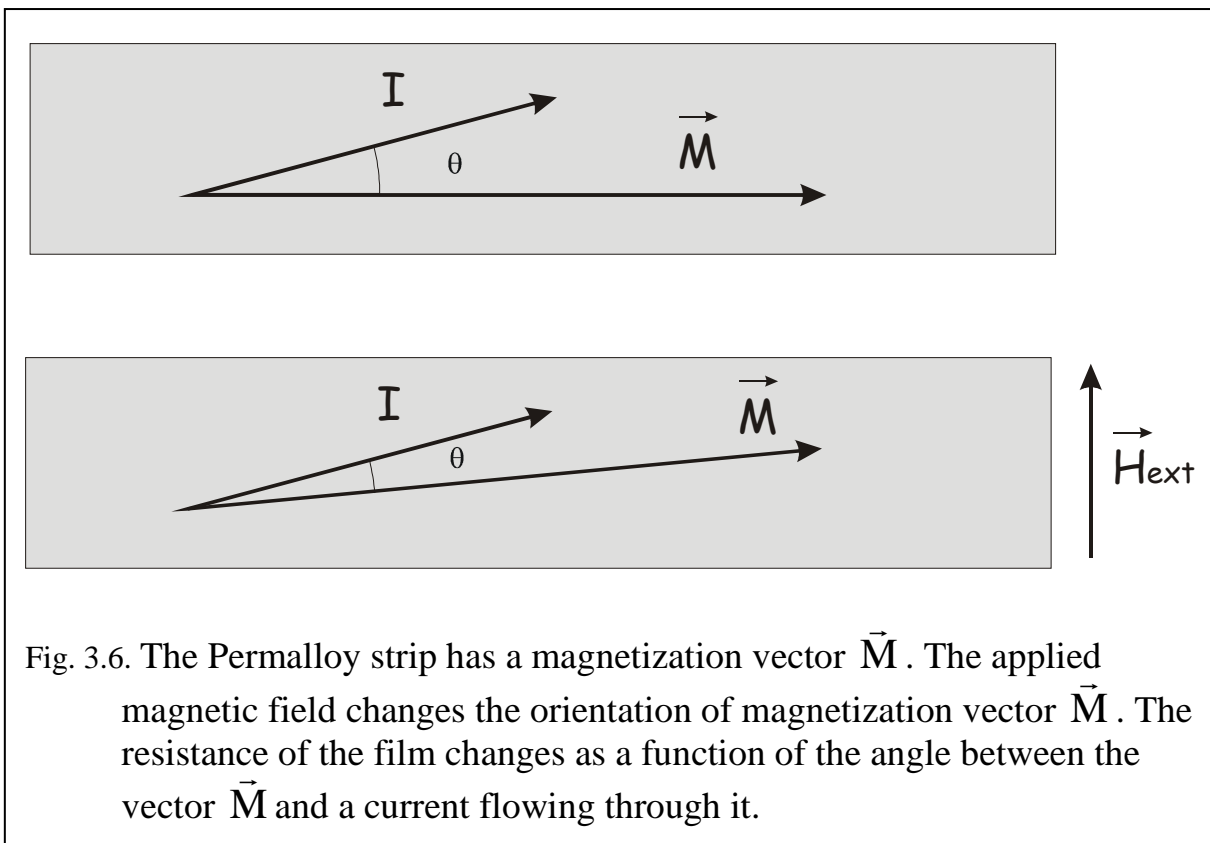 I
θ
M
I
θ
M
Hext
Fig. 3.6. The Permalloy strip has a magnetization vector M⃗ . The applied
magnetic field changes the orientation of magnetization vector M⃗ . The
resistance of the film changes as a function of the angle between the
vector M⃗ and a current flowing through it.